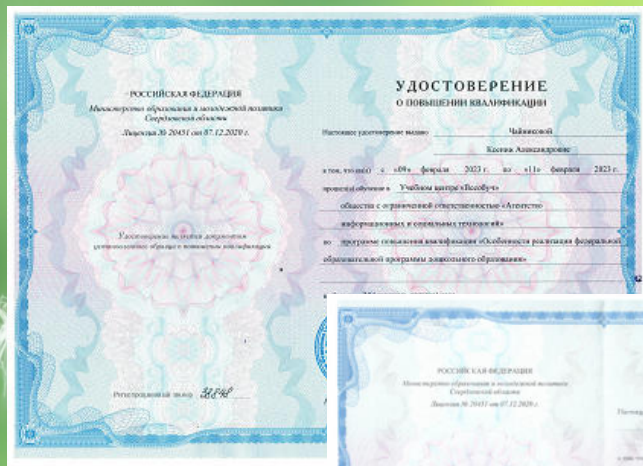 РОССИЙСКАЯ ФЕДЕРАЦИЯ
Министерство образования и молодежной политики
Свердловской области
Лицензия № 20451 от 07.12.2020 г.
Удостоверение является документом
установленного образца о повышении квалификации
Регистрационный номер
УДОСТОВЕРЕНИЕ
О ПОВЫШЕНИИ КВАЛИФИКАЦИИ
Настоящее удостоверение выдано Чайниковой
Ксении Александровне
в том, что он(а) с «09» февраля 2023 г. по «11» февраля 2023 г.
прошел(а) обучение в Учебном центре «Всеобуч»
общества с ограниченной ответственностью «Агентство
информационных и социальных технологий»
по программе повышения квалификации «Особенности реализации федеральной
образовательной программы дошкольного образования»
РОССИЙСКАЯ ФЕДЕРАЦИЯ
Министерство образования и молодежной политики
Свердловской области
Лицензия № 20451 от 07.12.2020 г.